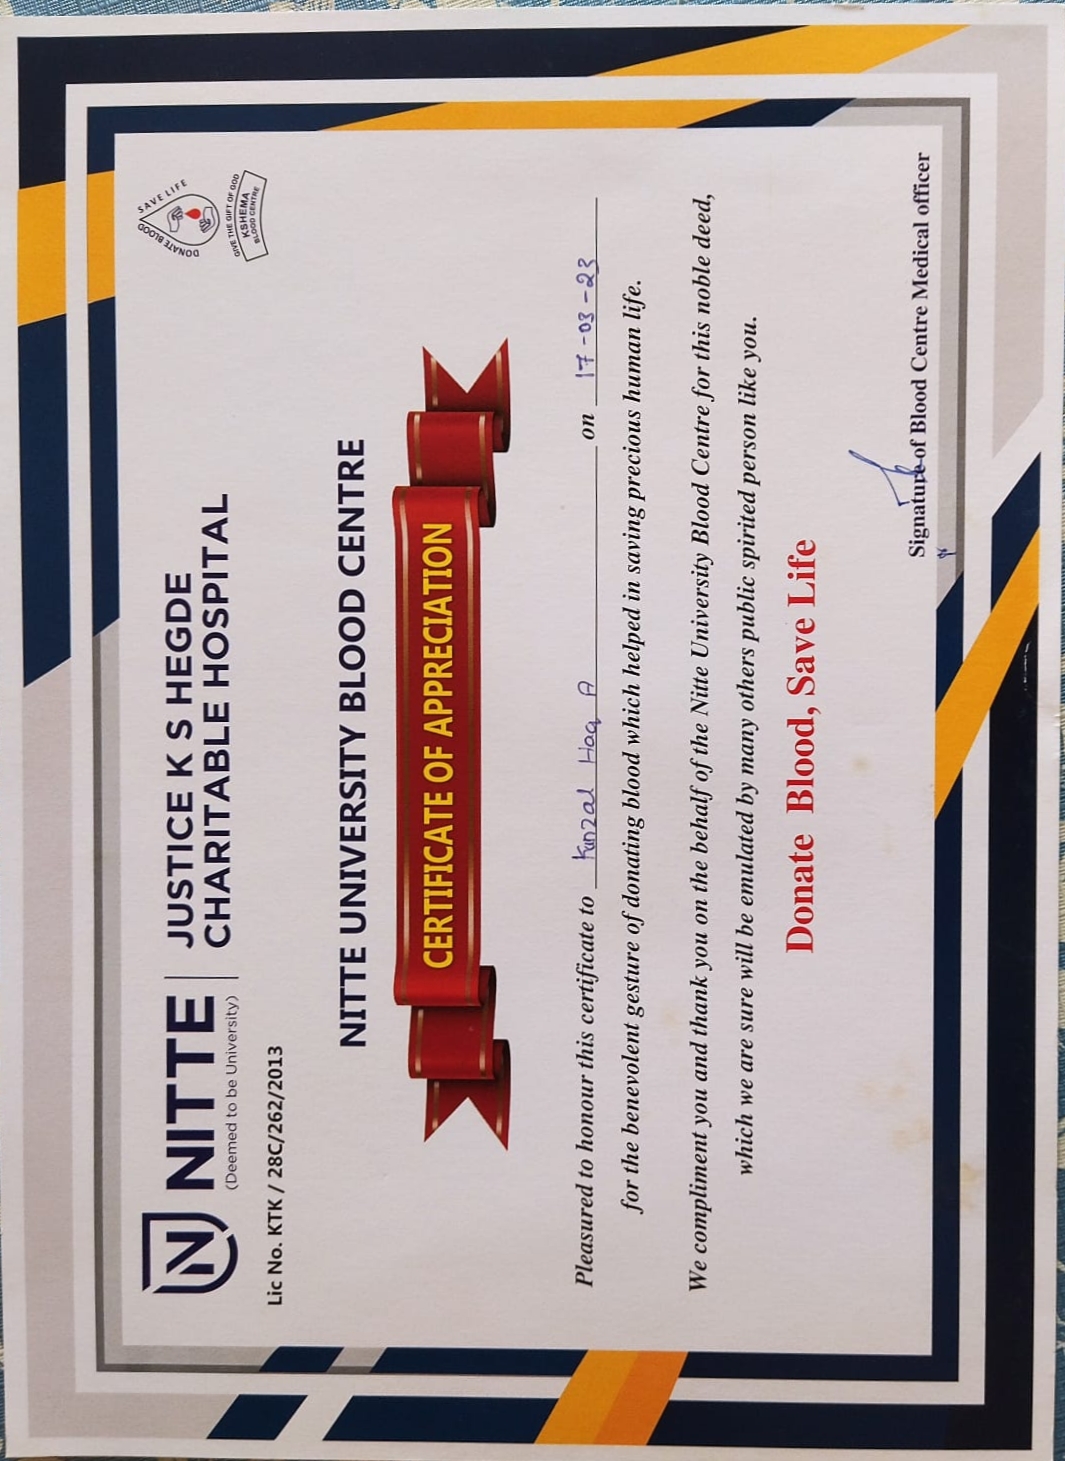 NITTE
(Deemed to be University)
JUSTICE K S HEGDE
CHARITABLE HOSPITAL
SAVE LIFE
DONATE BLOOD
GIVE THE GIFT OF GOD
KSHEMA
BLOOD CENTRE
Lic No. KTK / 28C/262/2013
NITTE UNIVERSITY BLOOD CENTRE
CERTIFICATE OF APPRECIATION
Pleasured to honour this certificate to Kunzal Haq A on 17-03-23
for the benevolent gesture of donating blood which helped in saving precious human life.
We compliment you and thank you on the behalf of the Nitte University Blood Centre for this noble deed,
which we are sure will be emulated by many others public spirited person like you.
Donate Blood, Save Life
Signature of Blood Centre Medical officer